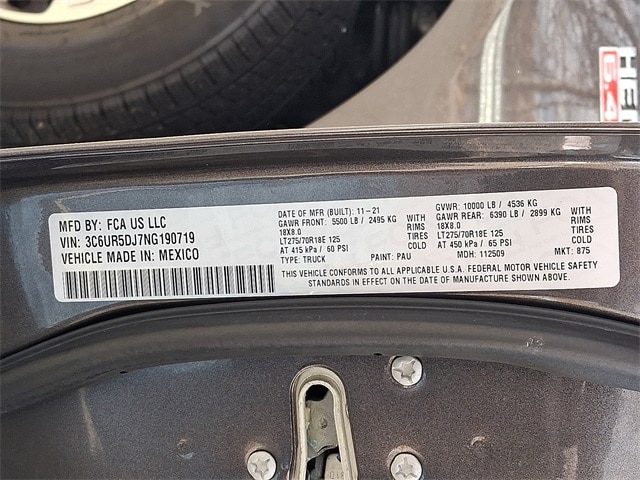 HE
64
MFD BY: FCA US LLC
VIN: 3C6UR5DJ7NG190719
VEHICLE MADE IN: MEXICO
DATE OF MFR (BUILT): 11-21
GAWR FRONT: 5500 LB / 2495 KG WITH
18X8.0 RIMS
LT275/70R18E 125 TIRES
AT 415 kPa / 60 PSI
TYPE: TRUCK PAINT: PAU
GVWR: 10000 LB / 4536 KG
GAWR REAR: 6390 LB / 2899 KG WITH
18X8.0 RIMS
LT275/70R18E 125 TIRES
AT 450 kPa / 65 PSI
MDH: 112509 MKT: 875
THIS VEHICLE CONFORMS TO ALL APPLICABLE U.S.A. FEDERAL MOTOR VEHICLE SAFETY
STANDARDS IN EFFECT ON THE DATE OF MANUFACTURE SHOWN ABOVE.